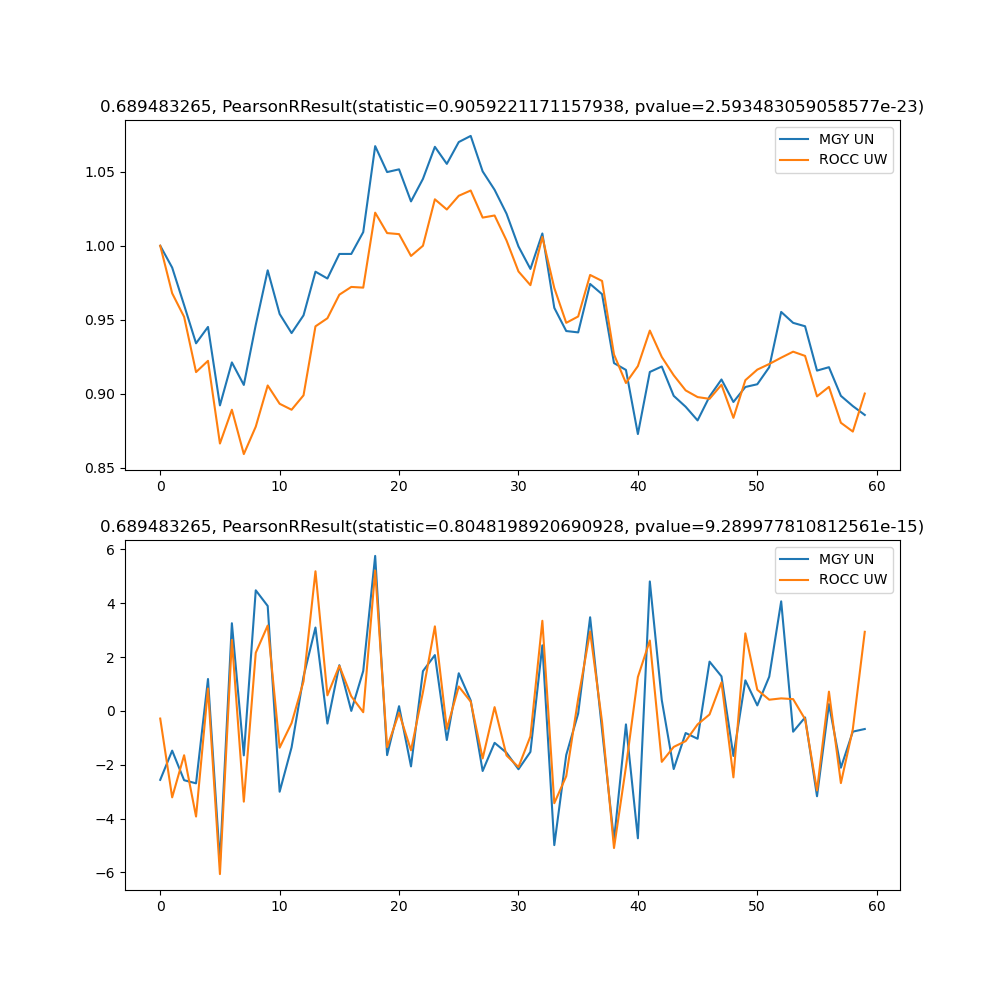 0.689483265, PearsonRResult(statistic=0.9059221171157938, pvalue=2.593483059058577e-23)
MGY UN
ROCC UW
1.05
1.00
0.95
0.90
0.85
0 10 20 30 40 50 60
0.689483265, PearsonRResult(statistic=0.8048198920690928, pvalue=9.289977810812561e-15)
MGY UN
ROCC UW
6
4
2
0
−2
−4
−6
0 10 20 30 40 50 60